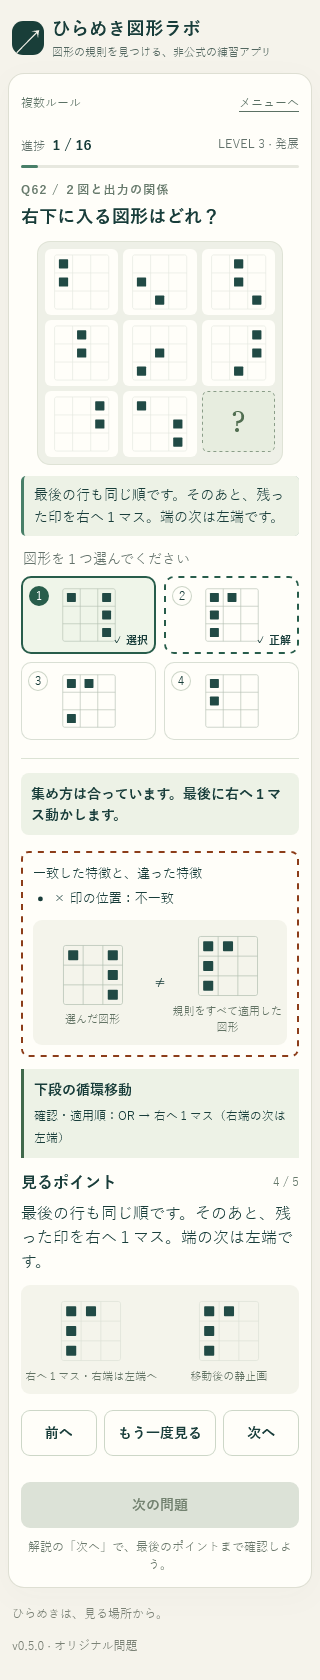 ひらめき図形ラボ
図形の規則を見つける、非公式の練習アプリ
複数ルール
メニューへ
進捗 1 / 16
LEVEL 3 · 発展
Q62 / 2図と出力の関係
右下に入る図形はどれ？
?
最後の行も同じ順です。そのあと、残っ
た印を右へ1マス。端の次は左端です。
図形を1つ選んでください
1
✓ 選択
2
✓ 正解
3
4
集め方は合っています。最後に右へ1マ
ス動かします。
一致した特徴と、違った特徴
• × 印の位置：不一致
≠
選んだ図形
規則をすべて適用した
図形
下段の循環移動
確認・適用順：OR → 右へ1マス（右端の次は
左端）
見るポイント
4 / 5
最後の行も同じ順です。そのあと、残
った印を右へ1マス。端の次は左端で
す。
右へ1マス・右端は左端へ
移動後の静止画
前へ
もう一度見る
次へ
次の問題
解説の「次へ」で、最後のポイントまで確認しよ
う。
ひらめきは、見る場所から。
v0.5.0 · オリジナル問題